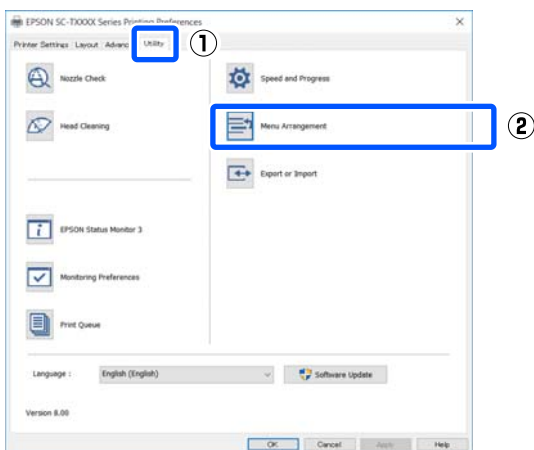 EPSON SC-TXXXX Series Printing Preferences
Printer Settings Layout Advanc Utility ①
Nozzle Check
Speed and Progress
Head Cleaning
Menu Arrangement ②
Export or Import
EPSON Status Monitor 3
Monitoring Preferences
Print Queue
Language : English (English) Software Update
Version 8.00
OK Cancel Apply Help